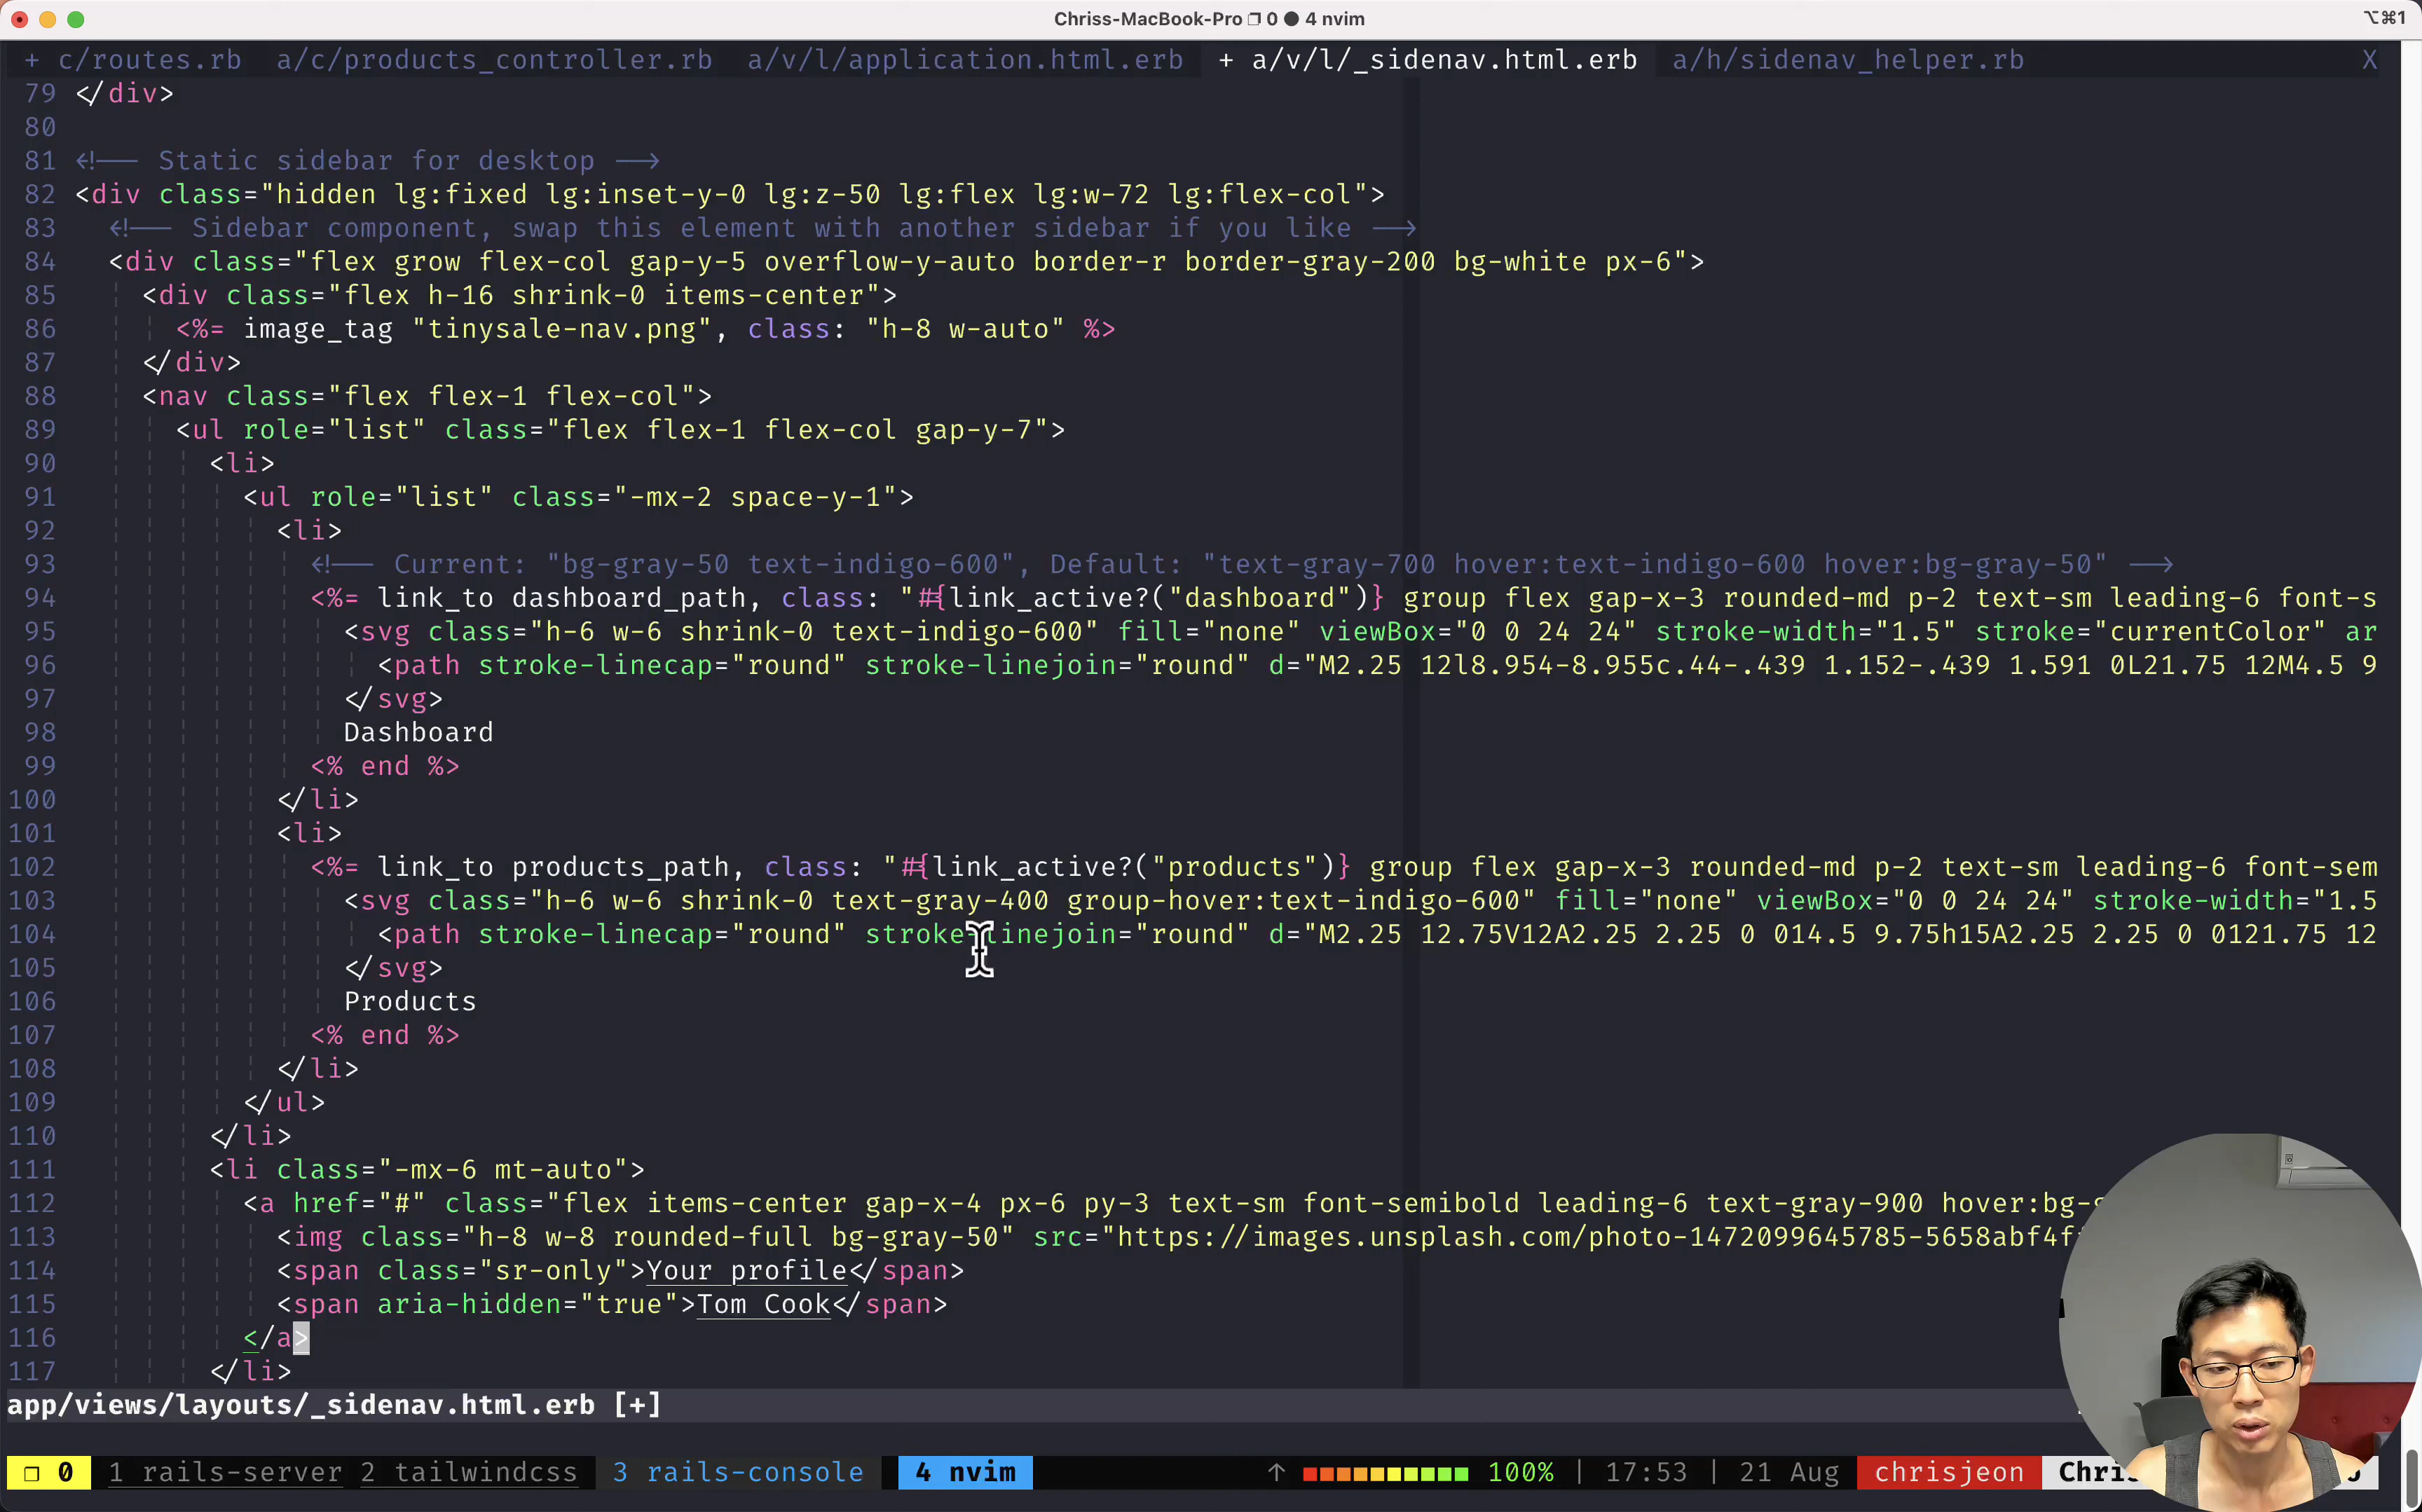 Chriss-MacBook-Pro ❐ 0 ● 4 nvim
⌥⌘1
+ c/routes.rb a/c/products_controller.rb a/v/l/application.html.erb + a/v/l/_sidenav.html.erb a/h/sidenav_helper.rb X
79 </div>
80
81 <!-- Static sidebar for desktop -->
82 <div class="hidden lg:fixed lg:inset-y-0 lg:z-50 lg:flex lg:w-72 lg:flex-col">
83 <!-- Sidebar component, swap this element with another sidebar if you like -->
84 <div class="flex grow flex-col gap-y-5 overflow-y-auto border-r border-gray-200 bg-white px-6">
85 <div class="flex h-16 shrink-0 items-center">
86 <%= image_tag "tinysale-nav.png", class: "h-8 w-auto" %>
87 </div>
88 <nav class="flex flex-1 flex-col">
89 <ul role="list" class="flex flex-1 flex-col gap-y-7">
90 <li>
91 <ul role="list" class="-mx-2 space-y-1">
92 <li>
93 <!-- Current: "bg-gray-50 text-indigo-600", Default: "text-gray-700 hover:text-indigo-600 hover:bg-gray-50" -->
94 <%= link_to dashboard_path, class: "#{link_active?("dashboard")} group flex gap-x-3 rounded-md p-2 text-sm leading-6 font-s
95 <svg class="h-6 w-6 shrink-0 text-indigo-600" fill="none" viewBox="0 0 24 24" stroke-width="1.5" stroke="currentColor" ar
96 <path stroke-linecap="round" stroke-linejoin="round" d="M2.25 12l8.954-8.955c.44-.439 1.152-.439 1.591 0L21.75 12M4.5 9
97 </svg>
98 Dashboard
99 <% end %>
100 </li>
101 <li>
102 <%= link_to products_path, class: "#{link_active?("products")} group flex gap-x-3 rounded-md p-2 text-sm leading-6 font-sem
103 <svg class="h-6 w-6 shrink-0 text-gray-400 group-hover:text-indigo-600" fill="none" viewBox="0 0 24 24" stroke-width="1.5
104 <path stroke-linecap="round" stroke-linejoin="round" d="M2.25 12.75V12A2.25 2.25 0 014.5 9.75h15A2.25 2.25 0 0121.75 12
105 </svg>
106 Products
107 <% end %>
108 </li>
109 </ul>
110 </li>
111 <li class="-mx-6 mt-auto">
112 <a href="#" class="flex items-center gap-x-4 px-6 py-3 text-sm font-semibold leading-6 text-gray-900 hover:bg-
113 <img class="h-8 w-8 rounded-full bg-gray-50" src="https://images.unsplash.com/photo-1472099645785-5658abf4f
114 <span class="sr-only">Your profile</span>
115 <span aria-hidden="true">Tom Cook</span>
116 </a>
117 </li>
app/views/layouts/_sidenav.html.erb [+]
❐ 0 1 rails-server 2 tailwindcss 3 rails-console 4 nvim ↑ 100% | 17:53 | 21 Aug chrisjeon Chris